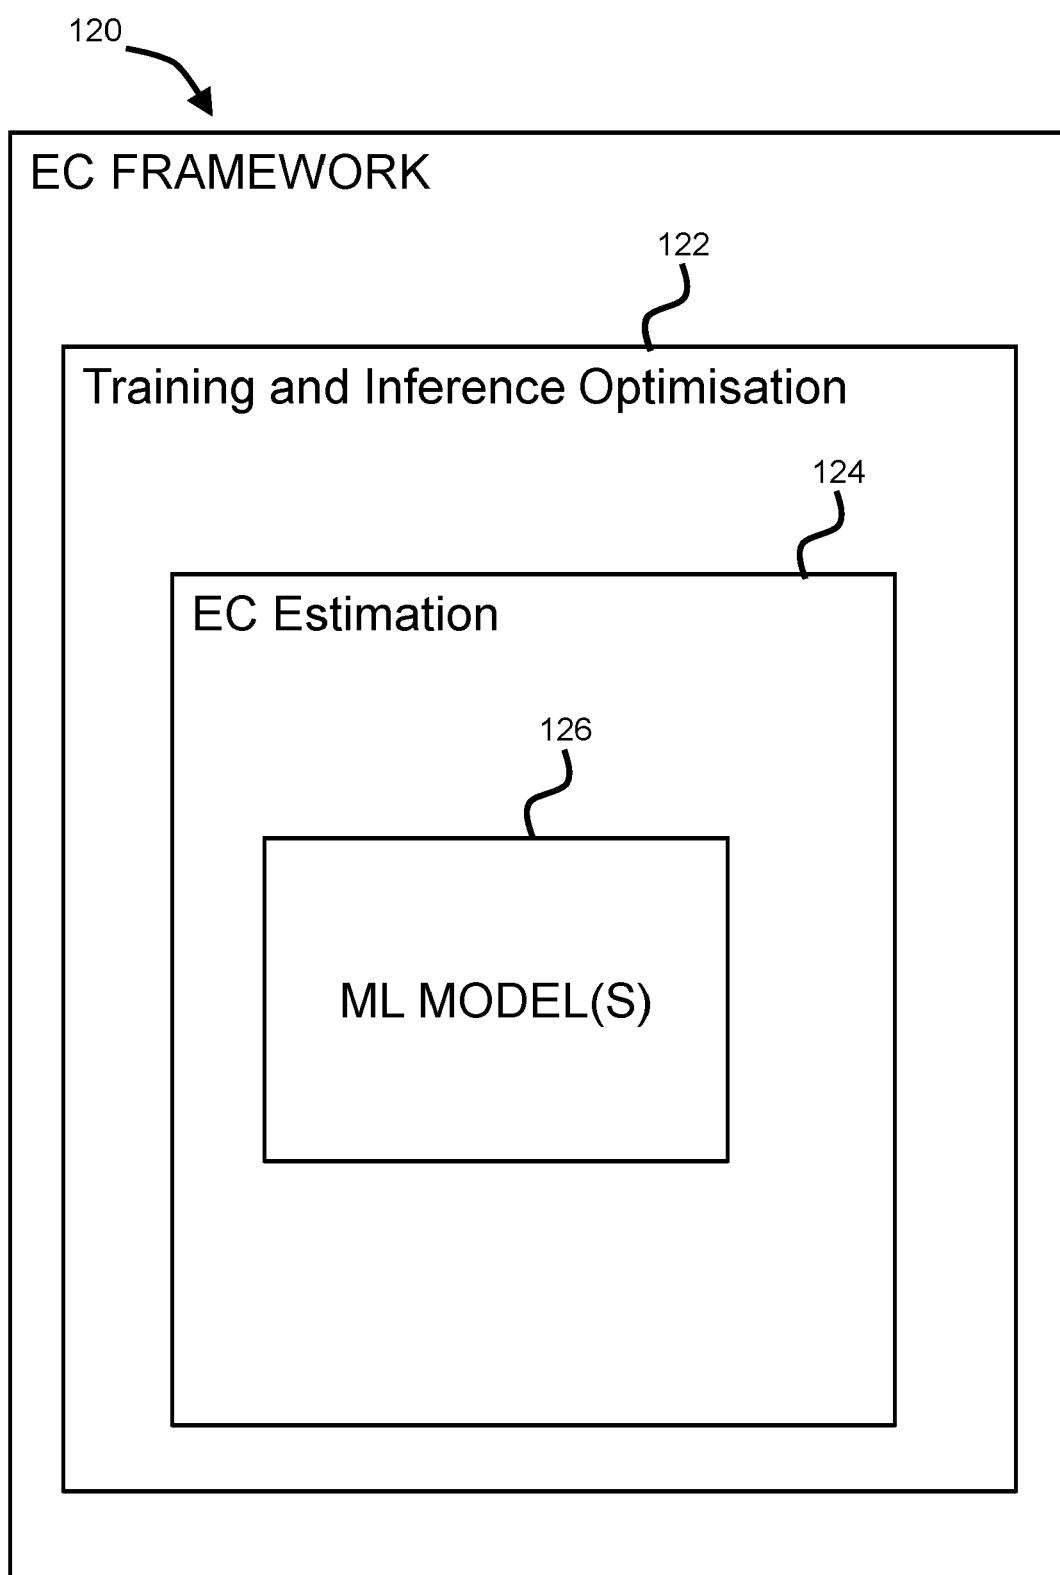 120
EC FRAMEWORK
122
Training and Inference Optimisation
124
EC Estimation
126
ML MODEL(S)